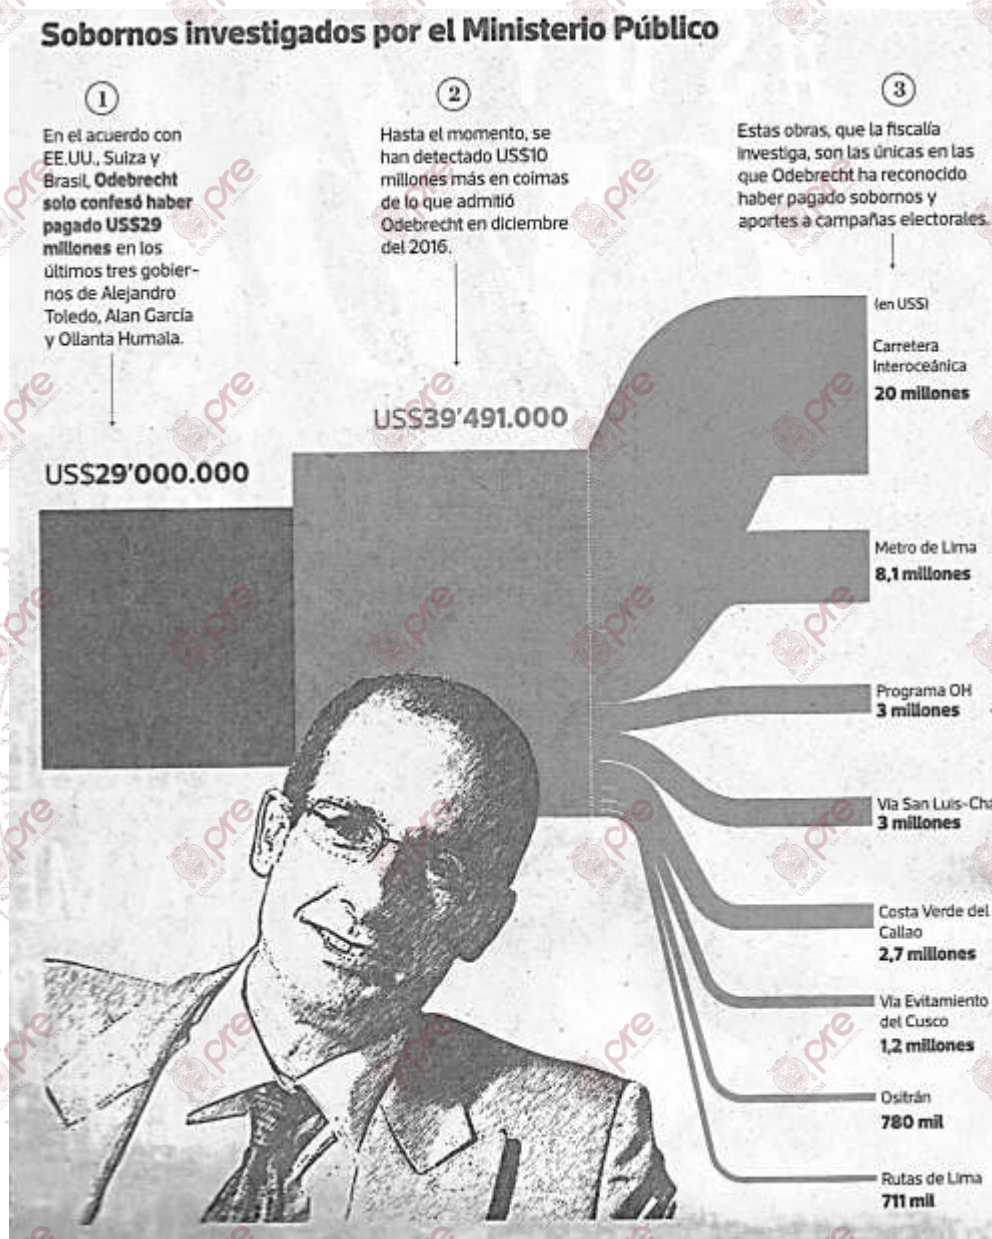 Sobornos investigados por el Ministerio Público
1
En el acuerdo con
EE.UU., Suiza y
Brasil, Odebrecht
solo confesó haber
pagado US$29
millones en los
últimos tres gobier-
nos de Alejandro
Toledo, Alan García
y Ollanta Humala.
US$29'000.000
2
Hasta el momento, se
han detectado US$10
millones más en coimas
de lo que admitió
Odebrecht en diciembre
del 2016.
US$39'491.000
3
Estas obras, que la fiscalía
investiga, son las únicas en las
que Odebrecht ha reconocido
haber pagado sobornos y
aportes a campañas electorales.
(en US$)
Carretera
Interoceánica
20 millones
Metro de Lima
8,1 millones
Programa OH
3 millones
Vía San Luis-Cha
3 millones
Costa Verde del
Callao
2,7 millones
Vía Evitamiento
del Cusco
1,2 millones
Ositrán
780 mil
Rutas de Lima
711 mil
pre
UNMSM
SAN MARCOS